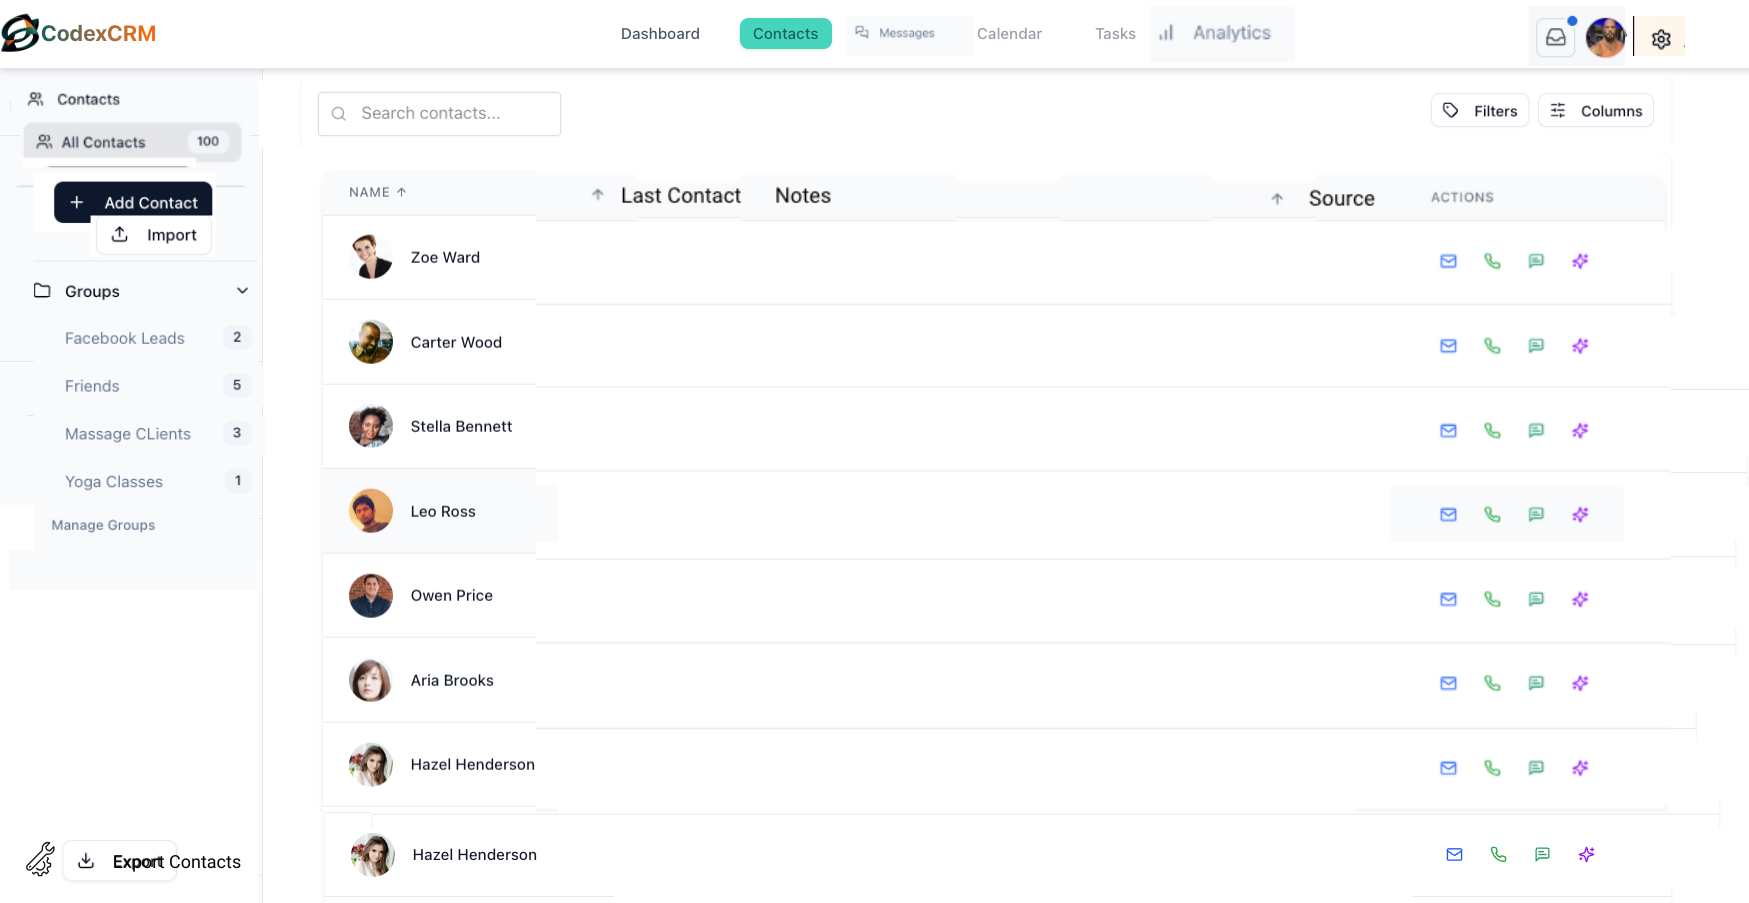 CodexCRM
Dashboard
Contacts
Messages
Calendar
Tasks
Analytics
Contacts
All Contacts 100
Add Contact
Import
Groups
Facebook Leads 2
Friends 5
Massage CLients 3
Yoga Classes 1
Manage Groups
Export Contacts
Search contacts...
Filters
Columns
NAME ↑ ↑ Last Contact Notes ↑ Source ACTIONS
Zoe Ward
Carter Wood
Stella Bennett
Leo Ross
Owen Price
Aria Brooks
Hazel Henderson
Hazel Henderson